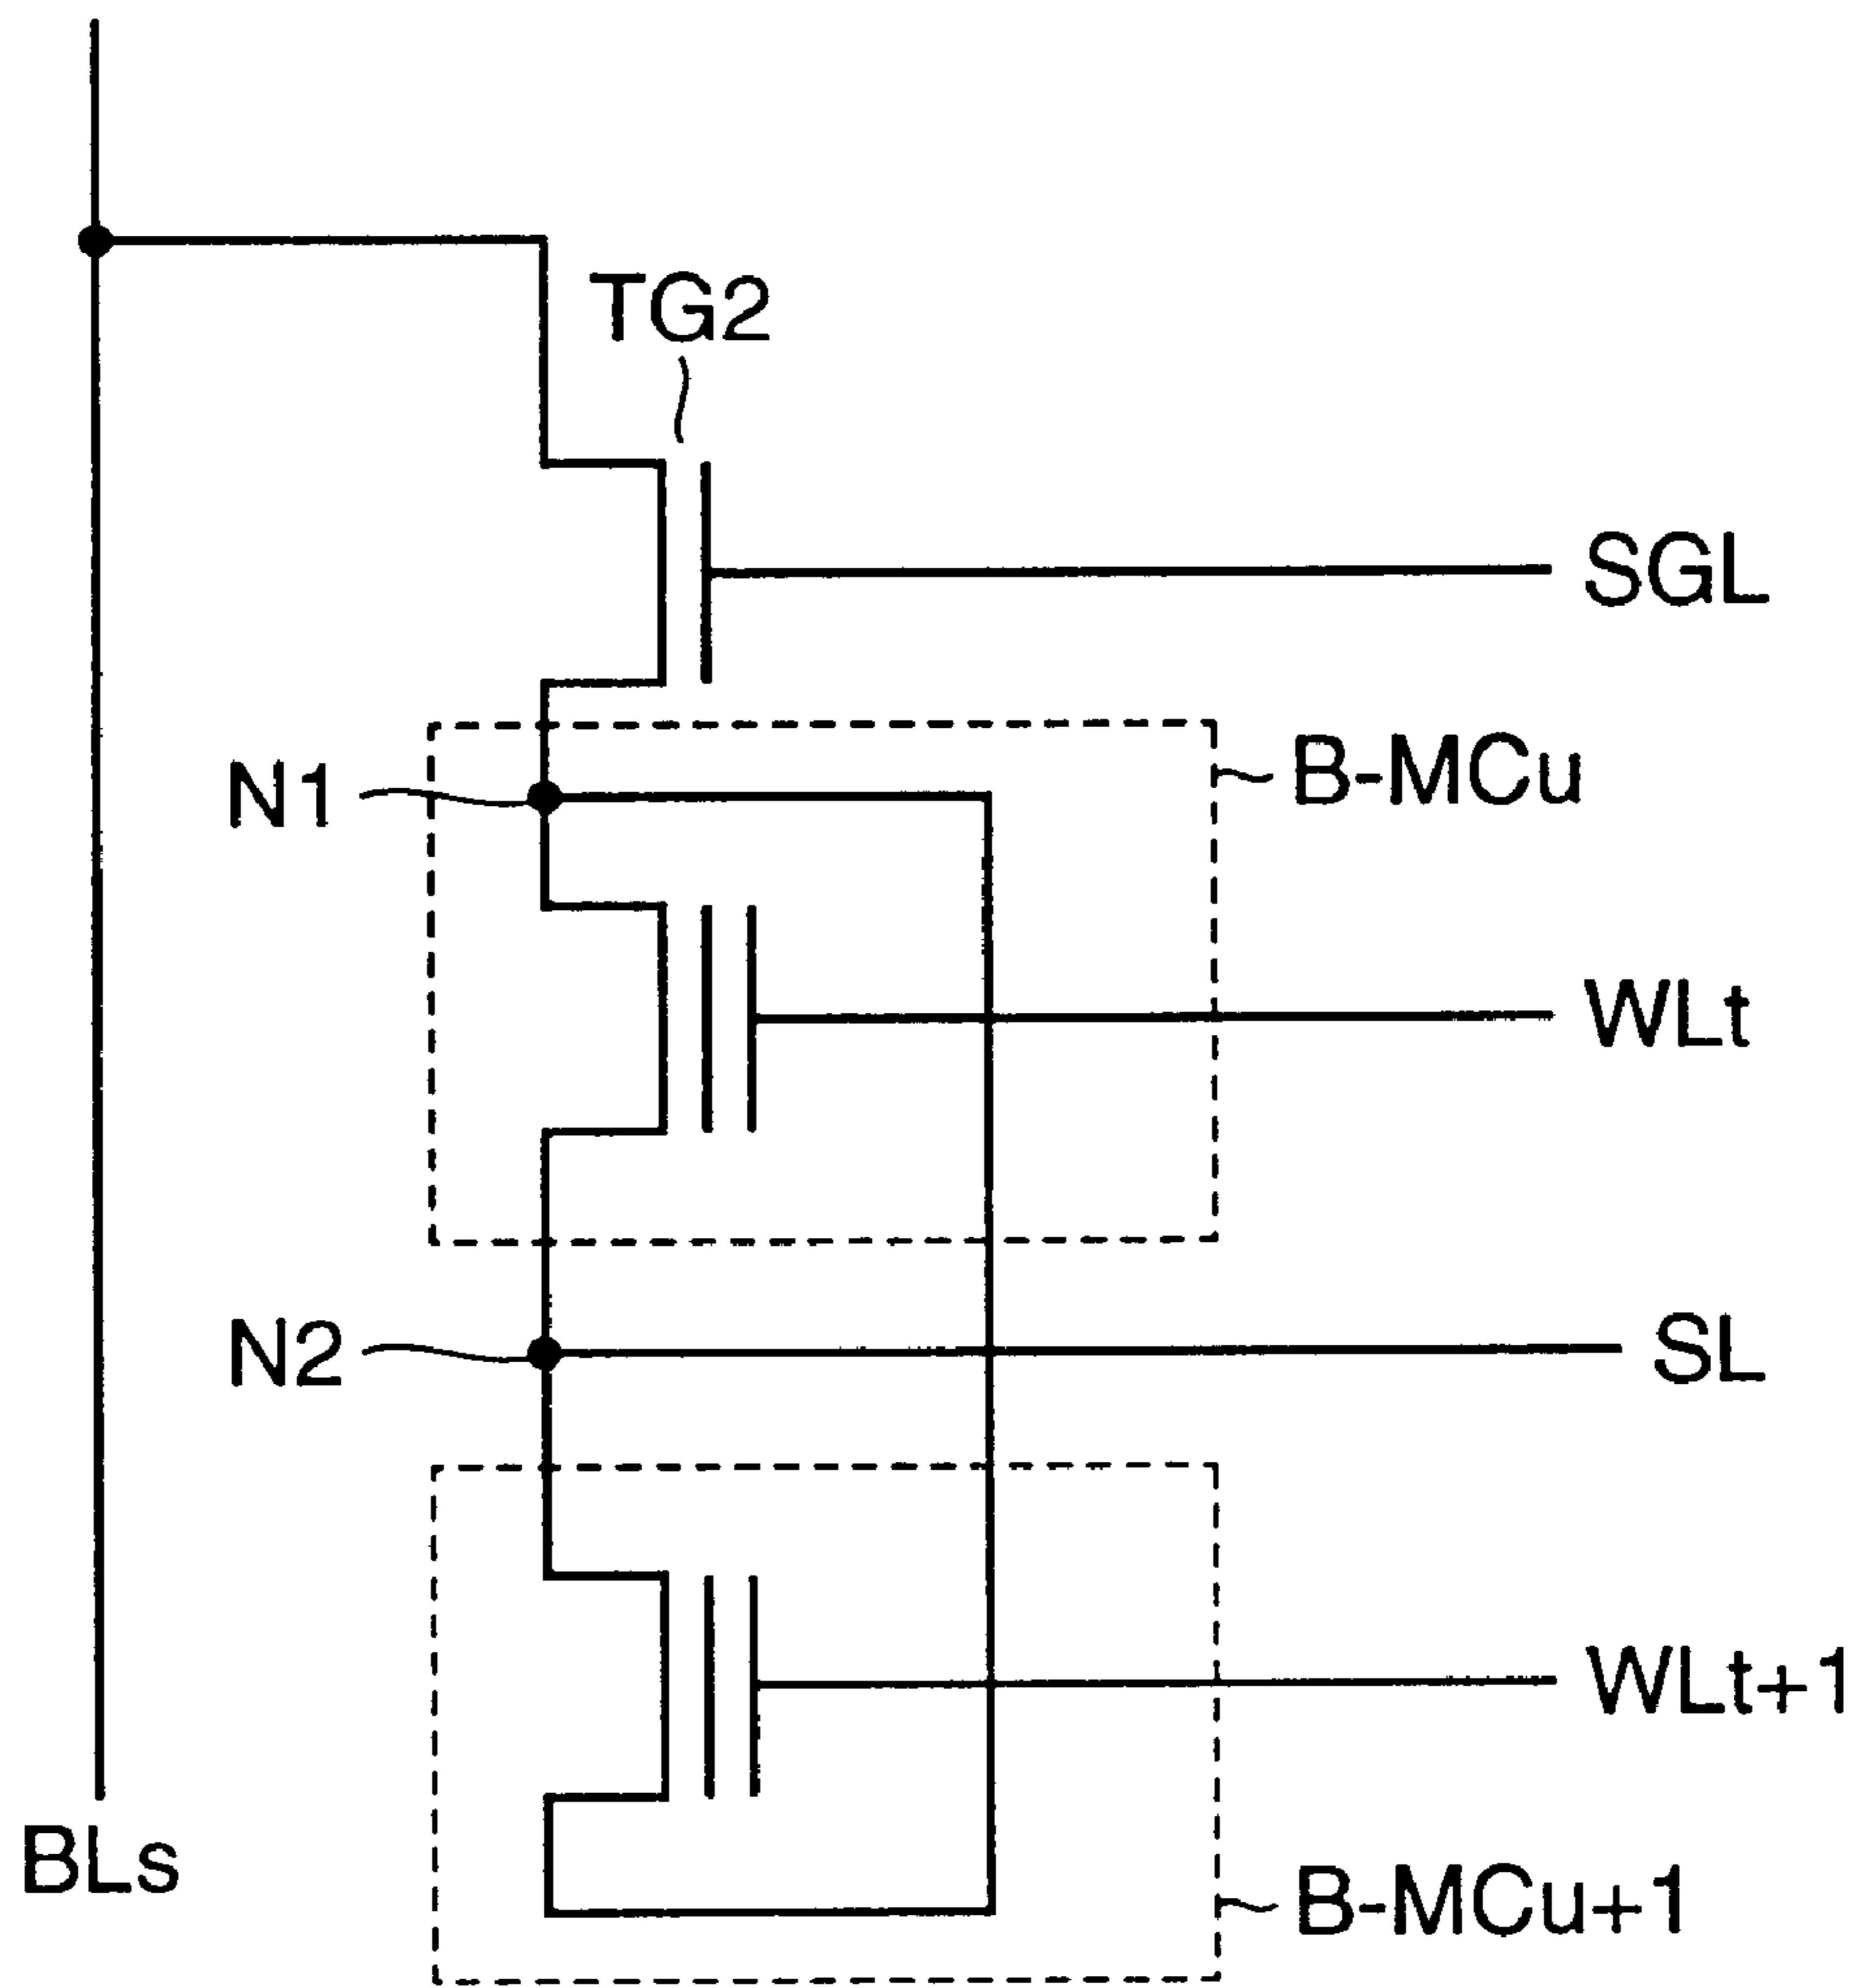 TG2
SGL
N1
B-MCu
WLt
N2
SL
WLt+1
BLs
B-MCu+1